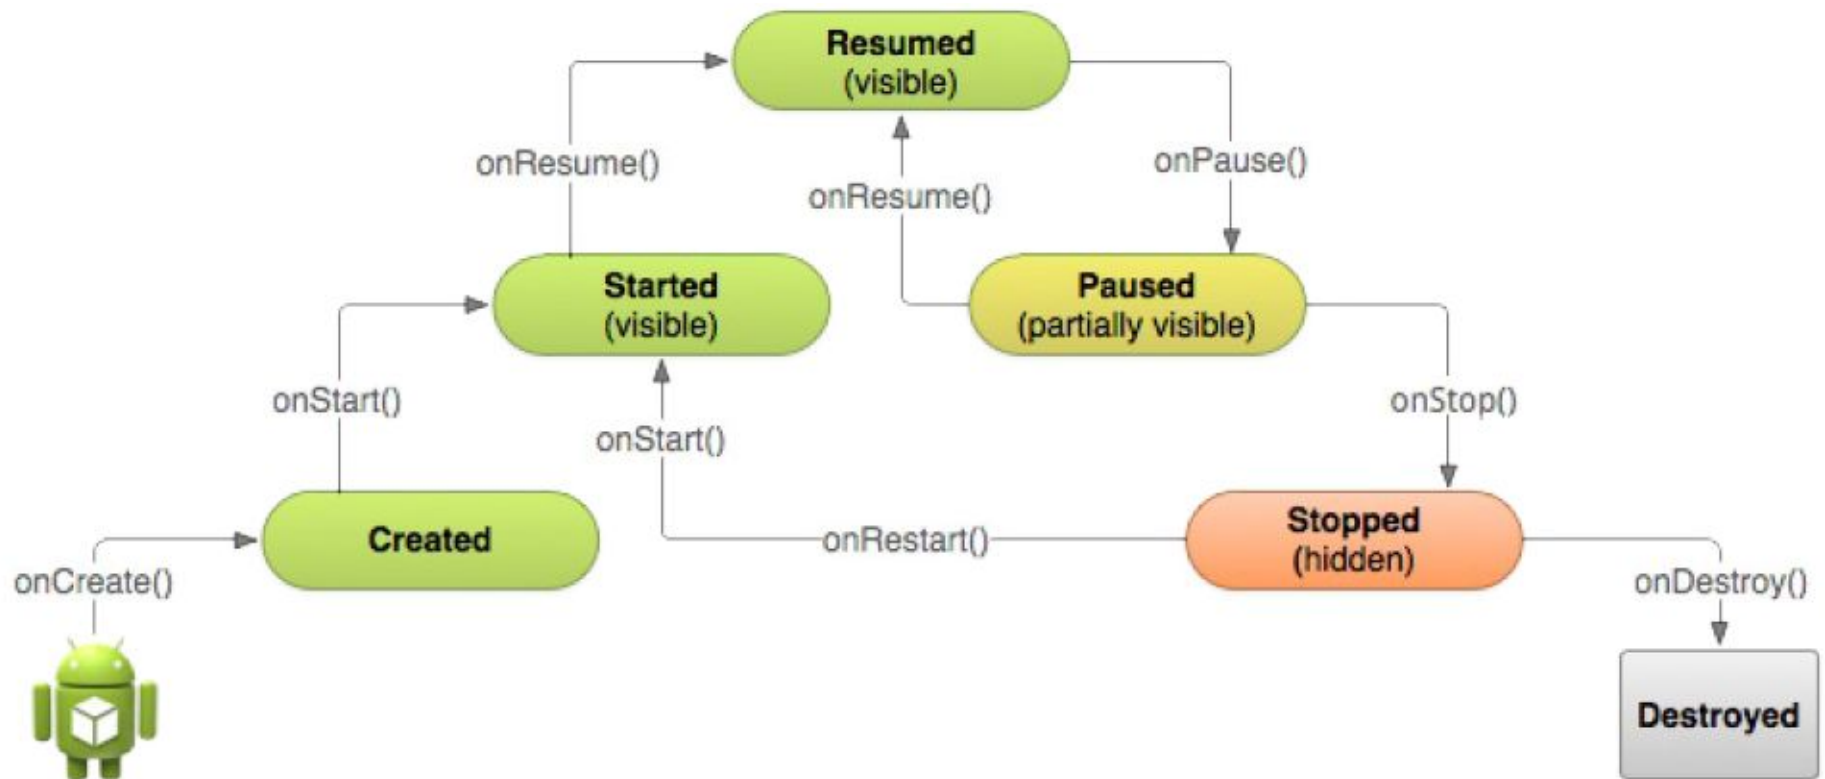 Resumed
(visible)
onResume()
onPause()
onResume()
Started
(visible)
Paused
(partially visible)
onStart()
onStop()
onStart()
Created
onRestart()
Stopped
(hidden)
onCreate()
onDestroy()
Destroyed